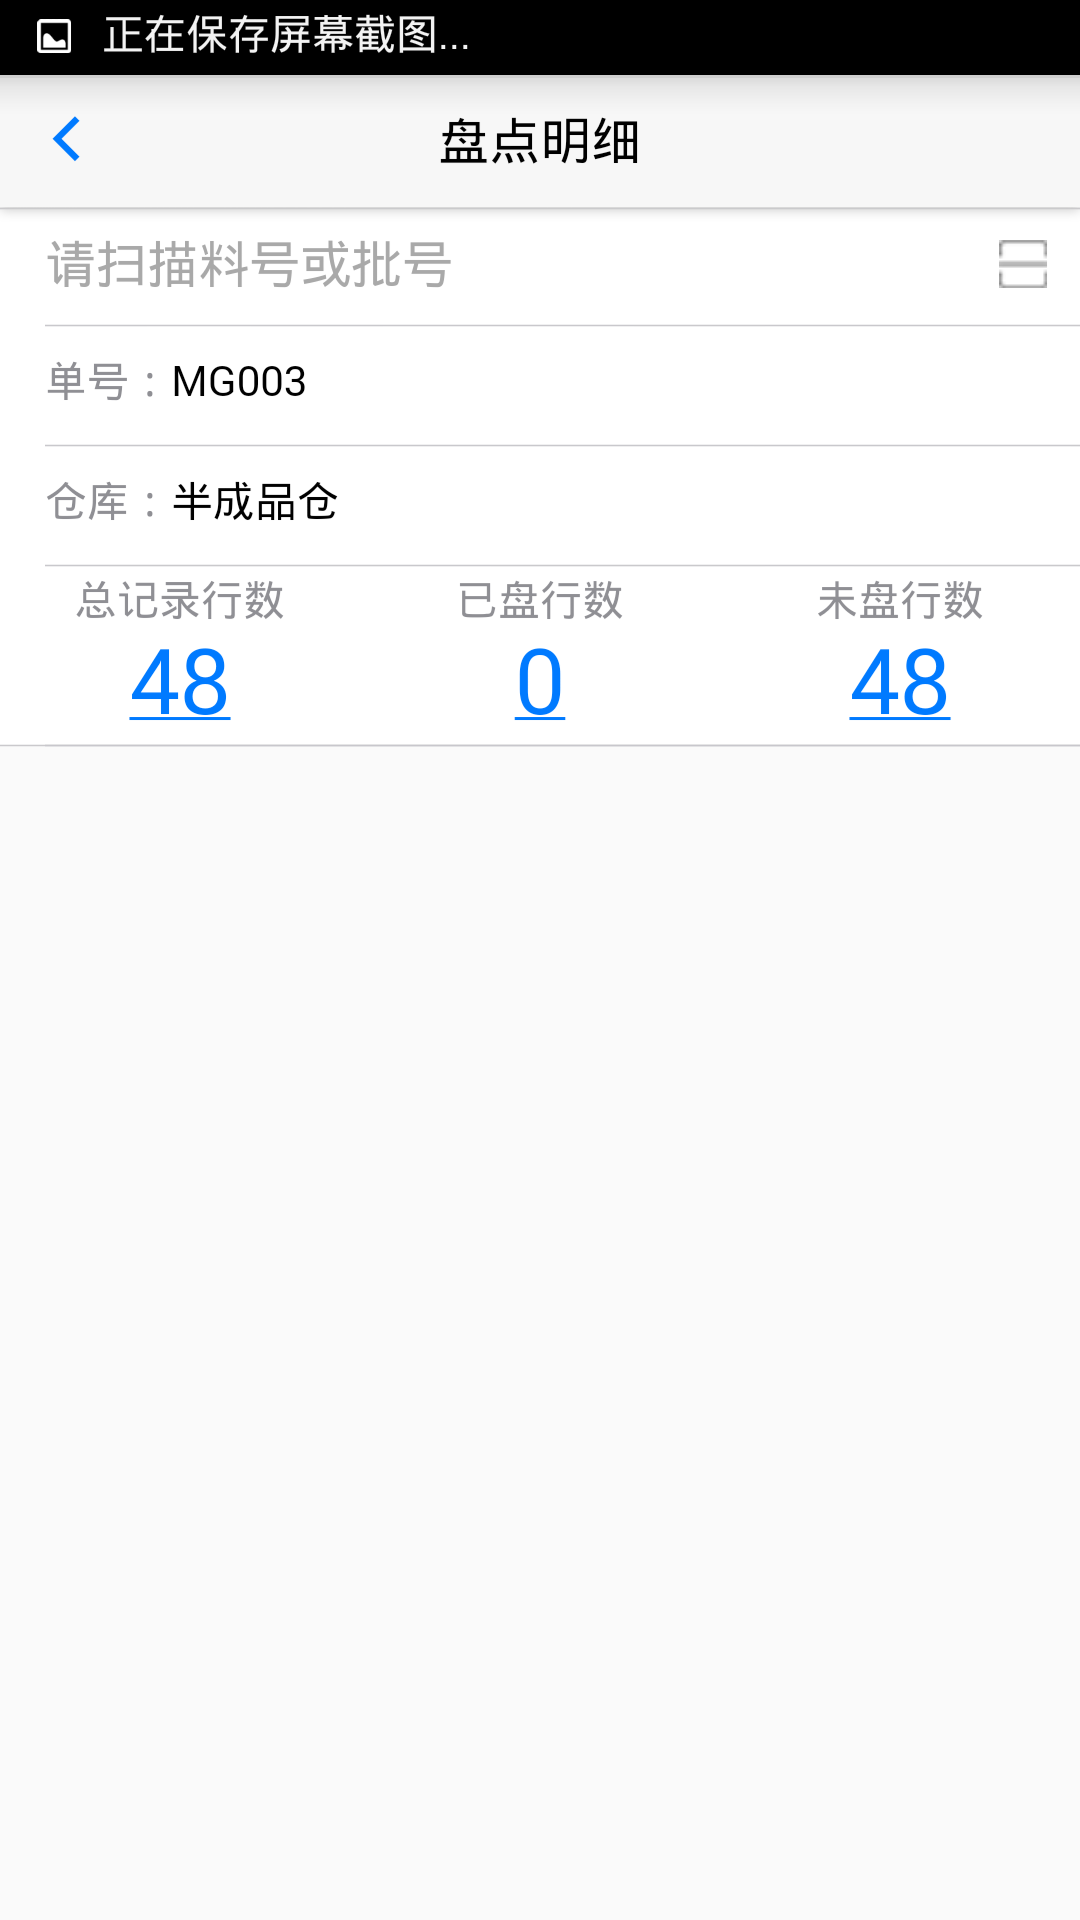 正在保存屏幕截图...
盘点明细
请扫描料号或批号
单号：MG003
仓库：半成品仓
总记录行数 已盘行数 未盘行数
48 0 48